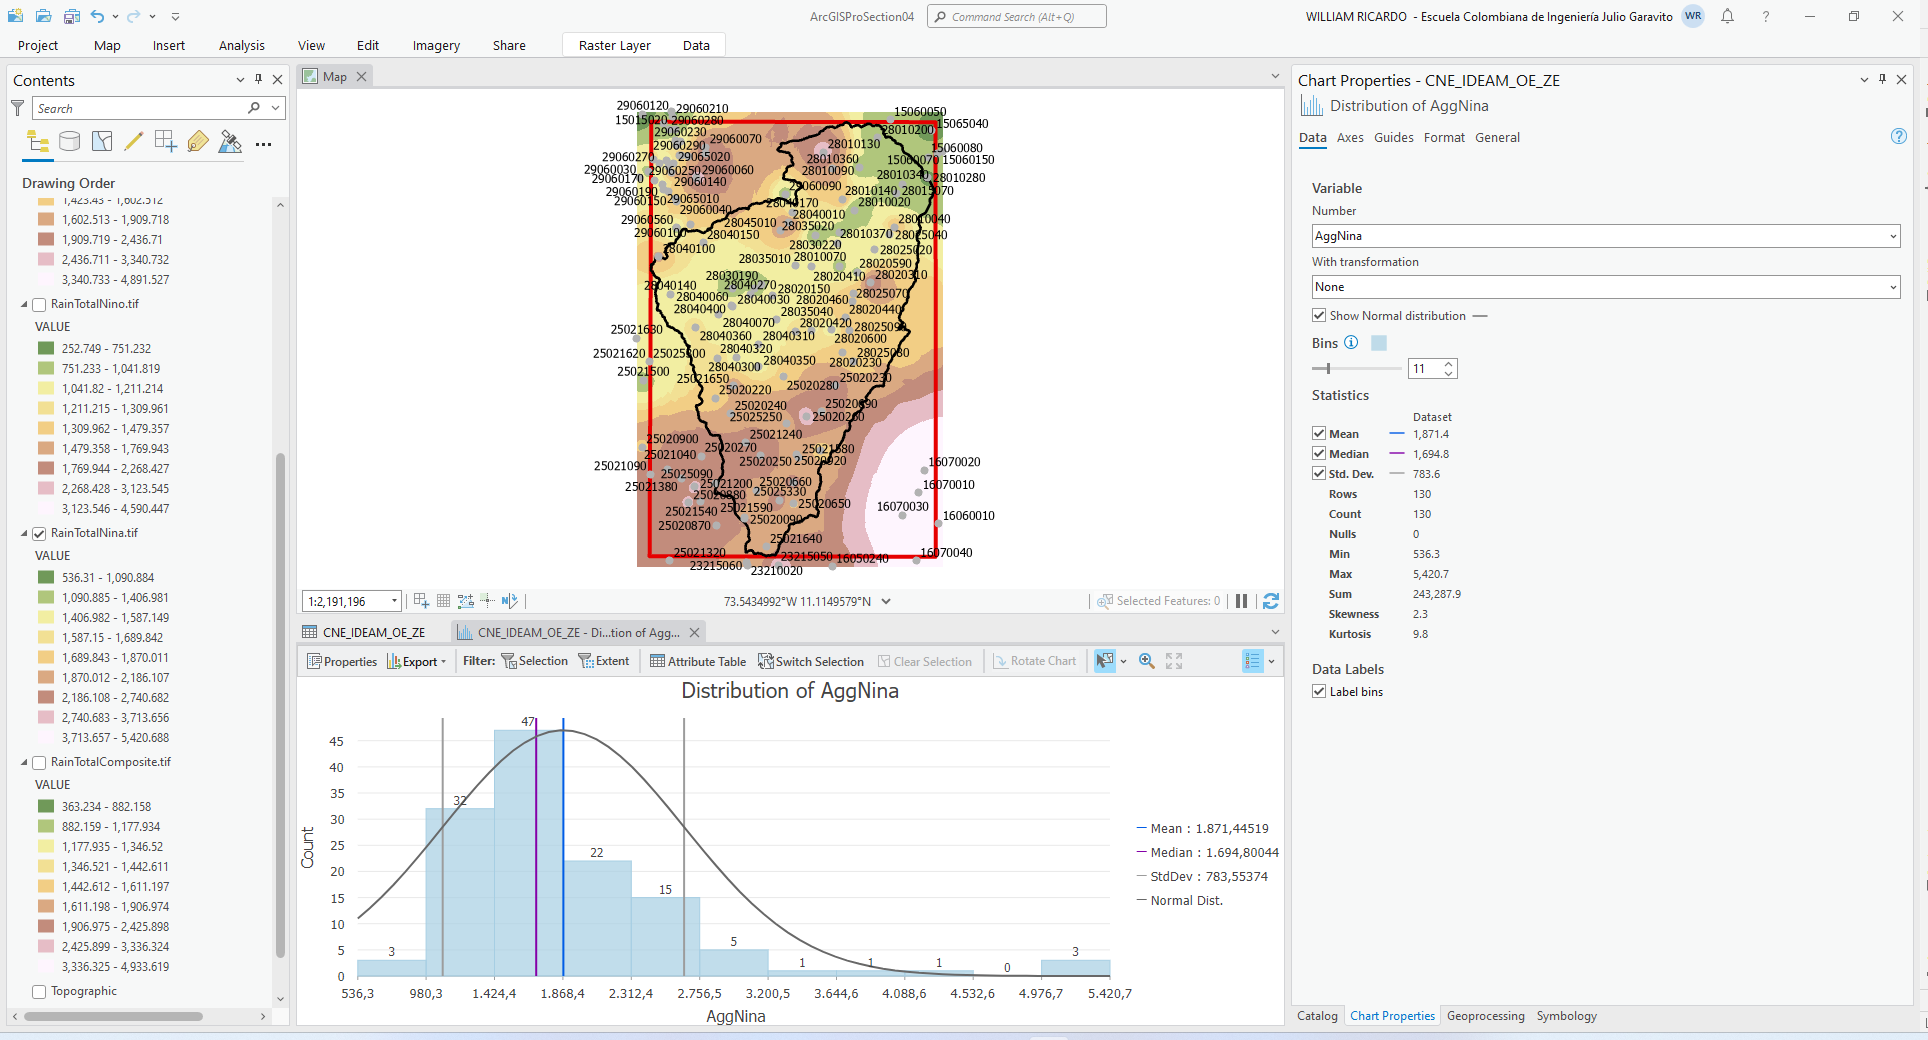 ArcGISProSection04
Command Search (Alt+Q)
WILLIAM RICARDO - Escuela Colombiana de Ingeniería Julio Garavito
WR
?
Project
Map
Insert
Analysis
View
Edit
Imagery
Share
Raster Layer
Data
Contents
Search
Drawing Order
1,423.43 - 1,602.512
1,602.513 - 1,909.718
1,909.719 - 2,436.71
2,436.711 - 3,340.732
3,340.733 - 4,891.527
RainTotalNino.tif
VALUE
252.749 - 751.232
751.233 - 1,041.819
1,041.82 - 1,211.214
1,211.215 - 1,309.961
1,309.962 - 1,479.357
1,479.358 - 1,769.943
1,769.944 - 2,268.427
2,268.428 - 3,123.545
3,123.546 - 4,590.447
RainTotalNina.tif
VALUE
536.31 - 1,090.884
1,090.885 - 1,406.981
1,406.982 - 1,587.149
1,587.15 - 1,689.842
1,689.843 - 1,870.011
1,870.012 - 2,186.107
2,186.108 - 2,740.682
2,740.683 - 3,713.656
3,713.657 - 5,420.688
RainTotalComposite.tif
VALUE
363.234 - 882.158
882.159 - 1,177.934
1,177.935 - 1,346.52
1,346.521 - 1,442.611
1,442.612 - 1,611.197
1,611.198 - 1,906.974
1,906.975 - 2,425.898
2,425.899 - 3,336.324
3,336.325 - 4,933.619
Topographic
Map
29060120
29060210
15060050
15015020
29060280
15065040
29060230
28010200
29060070
29060290
28010130
15060080
29060270
29065020
28010360
15060070
15060150
29060030
29060250
29060060
28010090
28010340
29060170
29060140
28010280
29060190
29060090
28010140
28015070
29060150
29065010
28040170
28010020
29060040
28040010
29060560
28045010
28035020
28010040
29060100
28040150
28010370
28025040
28040100
28030220
28025020
28035010
28010070
28020590
28030190
28020410
28020310
28040140
28040270
28020150
28025070
28040060
28040030
28020460
28040400
28035040
28020440
25021630
28040070
28020420
28025090
28040360
28040310
28020600
25021620
25025300
28040320
28025080
28040350
28020230
25021500
28040300
25021650
25020280
25020230
25020220
25020240
25020690
25025250
25020260
25020900
25021240
25020270
25021580
25021040
25020250
25020920
25021090
25025090
16070020
25021380
25021200
25020660
16070010
25020880
25025330
25021540
25021590
25020650
16070030
25020870
25020090
16060010
25021640
25021320
23215050
16050240
16070040
23215060
23210020
1:2,191,196
73.5434992°W 11.1149579°N
Selected Features: 0
CNE_IDEAM_OE_ZE
CNE_IDEAM_OE_ZE - Di...tion of Agg...
Properties
Export
Filter:
Selection
Extent
Attribute Table
Switch Selection
Clear Selection
Rotate Chart
Distribution of AggNina
Count
45
40
35
30
25
20
15
10
5
0
3
32
47
22
15
5
1
1
1
0
3
536,3
980,3
1.424,4
1.868,4
2.312,4
2.756,5
3.200,5
3.644,6
4.088,6
4.532,6
4.976,7
5.420,7
AggNina
Mean : 1.871,44519
Median : 1.694,80044
StdDev : 783,55374
Normal Dist.
Chart Properties - CNE_IDEAM_OE_ZE
Distribution of AggNina
Data
Axes
Guides
Format
General
?
Variable
Number
AggNina
With transformation
None
Show Normal distribution
Bins
11
Statistics
Dataset
Mean 1,871.4
Median 1,694.8
Std. Dev. 783.6
Rows 130
Count 130
Nulls 0
Min 536.3
Max 5,420.7
Sum 243,287.9
Skewness 2.3
Kurtosis 9.8
Data Labels
Label bins
Catalog
Chart Properties
Geoprocessing
Symbology